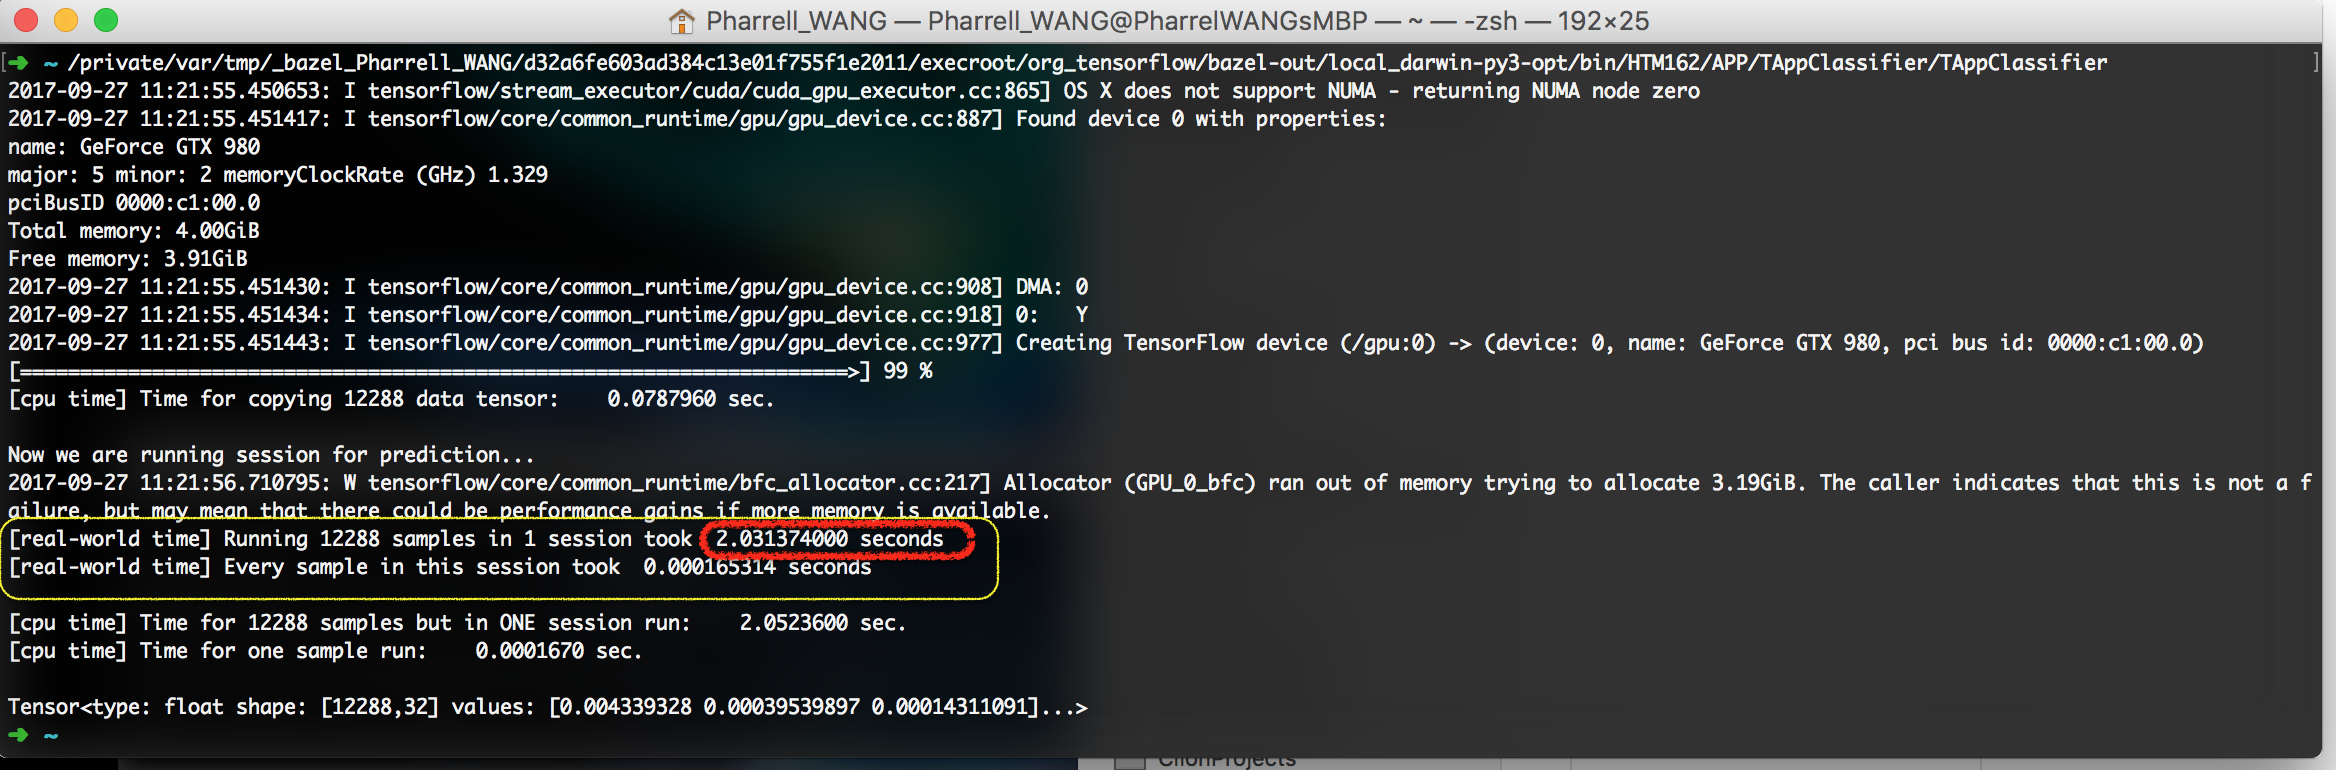 Pharrell_WANG — Pharrell_WANG@PharrelWANGsMBP — ~ — -zsh — 192×25
[➜ ~ /private/var/tmp/_bazel_Pharrell_WANG/d32a6fe603ad384c13e01f755f1e2011/execroot/org_tensorflow/bazel-out/local_darwin-py3-opt/bin/HTM162/APP/TAppClassifier/TAppClassifier ]
2017-09-27 11:21:55.450653: I tensorflow/stream_executor/cuda/cuda_gpu_executor.cc:865] OS X does not support NUMA - returning NUMA node zero
2017-09-27 11:21:55.451417: I tensorflow/core/common_runtime/gpu/gpu_device.cc:887] Found device 0 with properties:
name: GeForce GTX 980
major: 5 minor: 2 memoryClockRate (GHz) 1.329
pciBusID 0000:c1:00.0
Total memory: 4.00GiB
Free memory: 3.91GiB
2017-09-27 11:21:55.451430: I tensorflow/core/common_runtime/gpu/gpu_device.cc:908] DMA: 0
2017-09-27 11:21:55.451434: I tensorflow/core/common_runtime/gpu/gpu_device.cc:918] 0:   Y
2017-09-27 11:21:55.451443: I tensorflow/core/common_runtime/gpu/gpu_device.cc:977] Creating TensorFlow device (/gpu:0) -> (device: 0, name: GeForce GTX 980, pci bus id: 0000:c1:00.0)
[=====================================================================>] 99 %
[cpu time] Time for copying 12288 data tensor:    0.0787960 sec.
Now we are running session for prediction...
2017-09-27 11:21:56.710795: W tensorflow/core/common_runtime/bfc_allocator.cc:217] Allocator (GPU_0_bfc) ran out of memory trying to allocate 3.19GiB. The caller indicates that this is not a f
ailure, but may mean that there could be performance gains if more memory is available.
[real-world time] Running 12288 samples in 1 session took  2.031374000 seconds
[real-world time] Every sample in this session took  0.000165314 seconds
[cpu time] Time for 12288 samples but in ONE session run:    2.0523600 sec.
[cpu time] Time for one sample run:    0.0001670 sec.
Tensor<type: float shape: [12288,32] values: [0.004339328 0.00039539897 0.00014311091]...>
➜ ~
ClionProjects